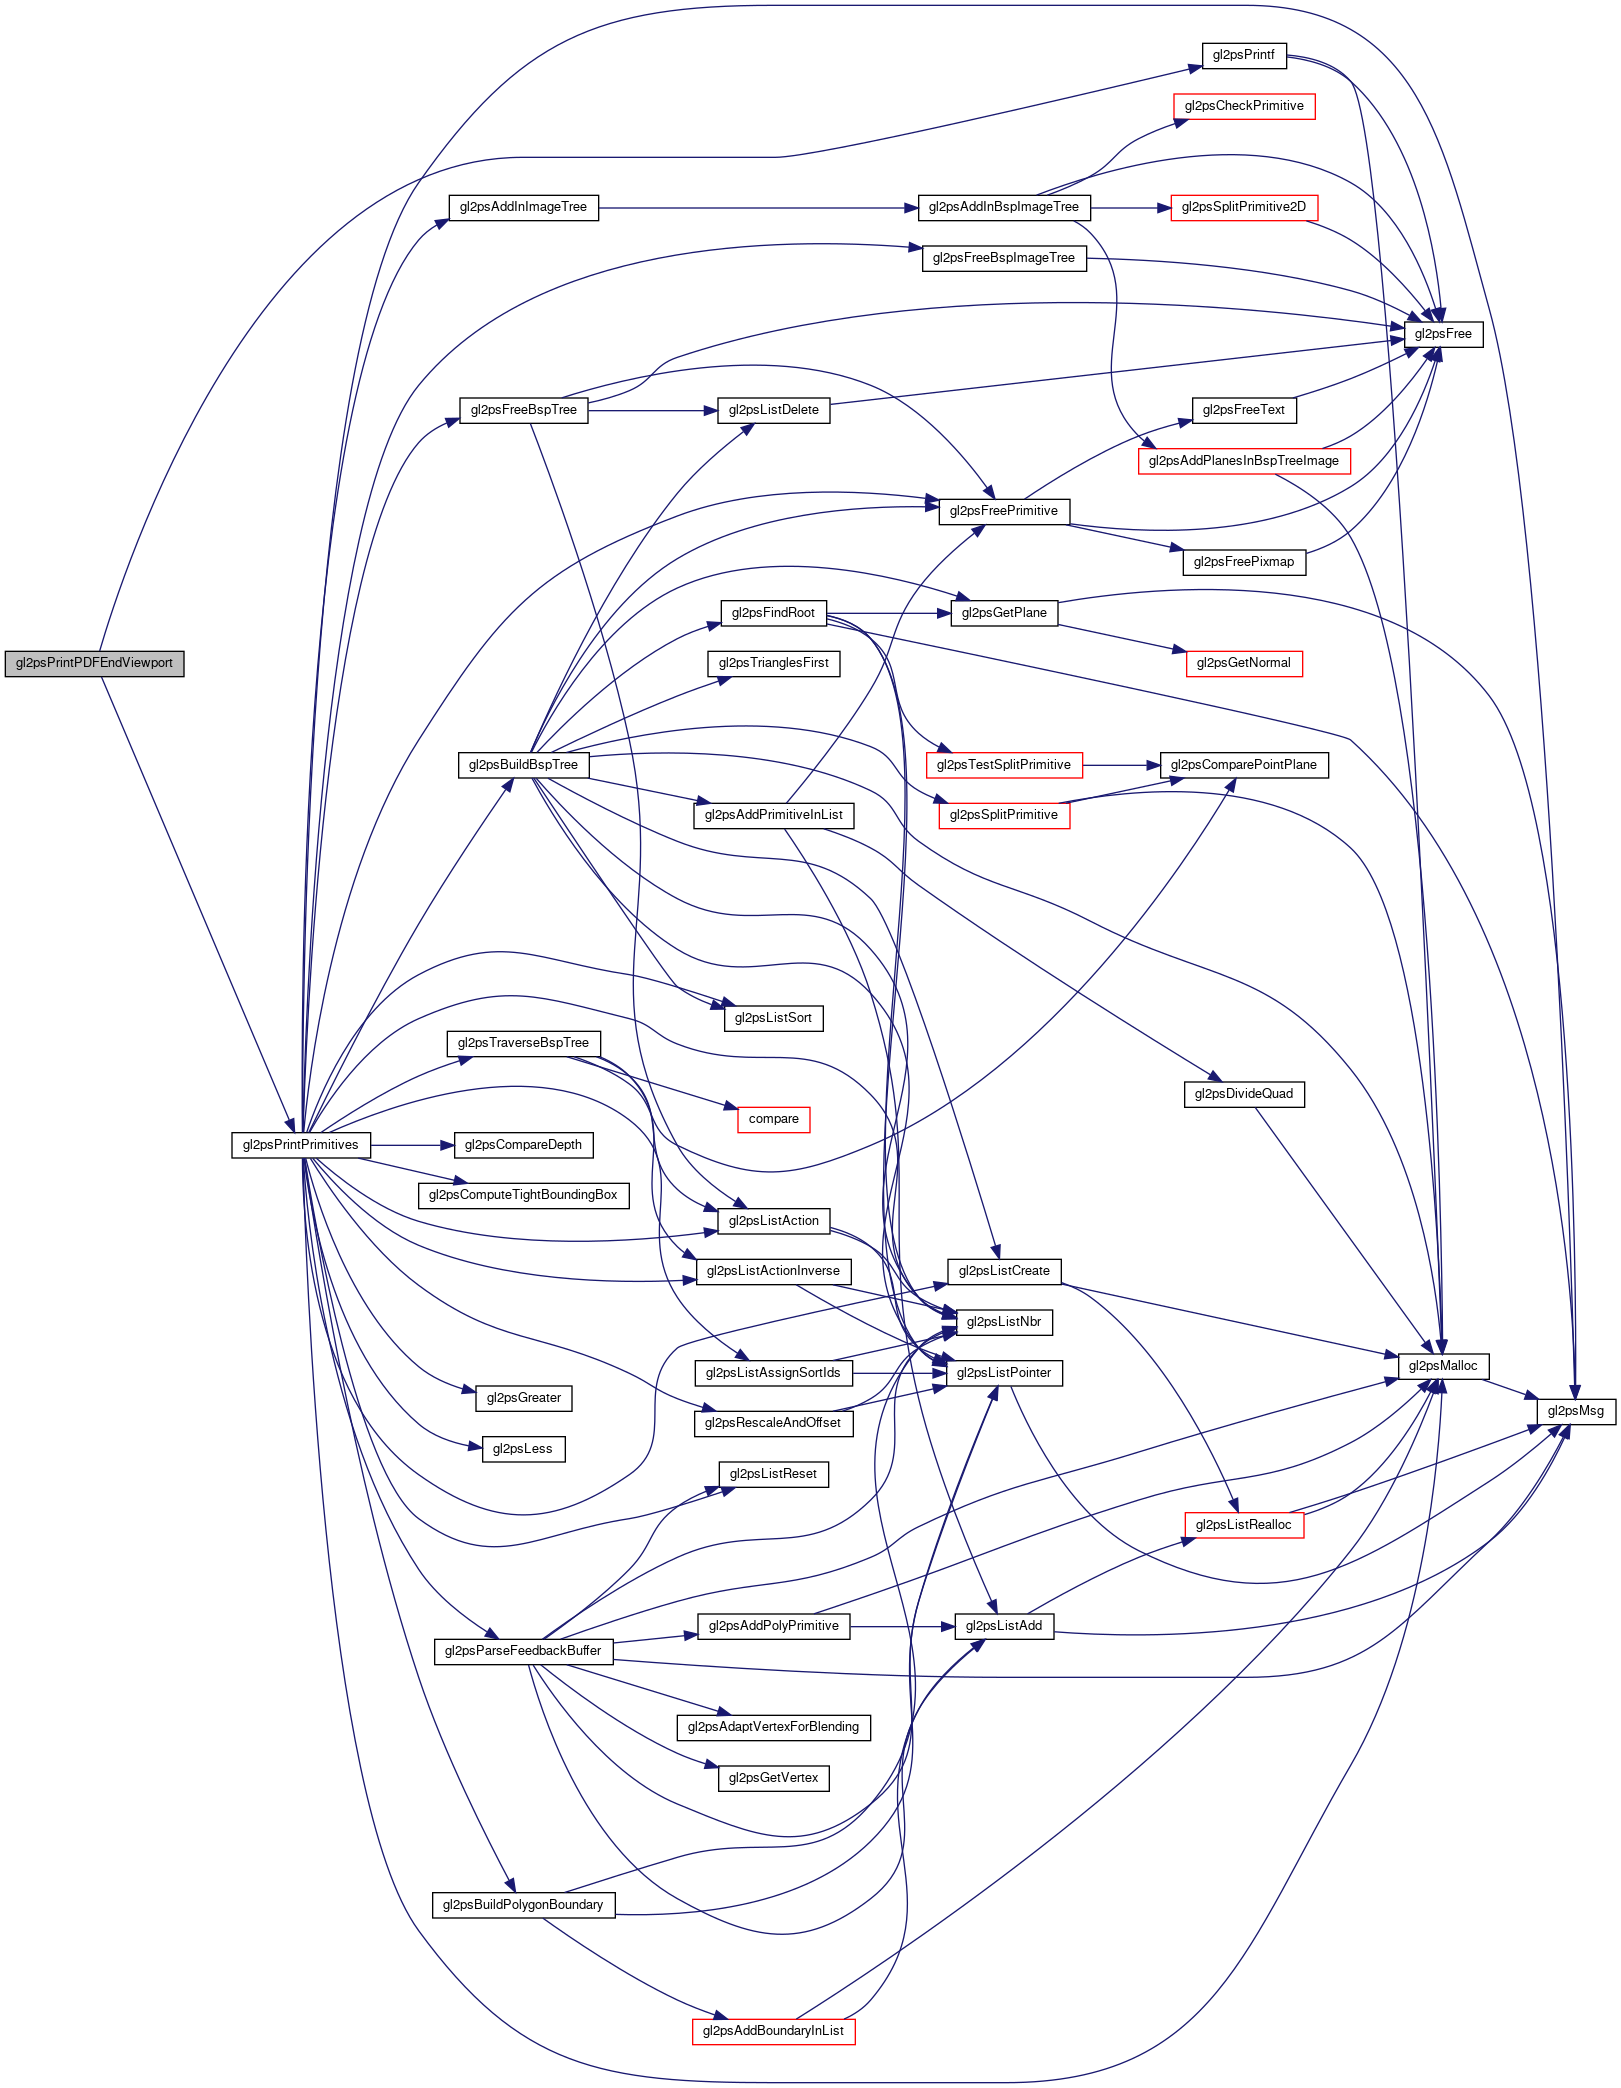 gl2psPrintf
gl2psCheckPrimitive
gl2psAddInImageTree
gl2psAddInBspImageTree
gl2psSplitPrimitive2D
gl2psFreeBspImageTree
gl2psFree
gl2psFreeBspTree
gl2psListDelete
gl2psFreeText
gl2psAddPlanesInBspTreeImage
gl2psFreePrimitive
gl2psFreePixmap
gl2psFindRoot
gl2psGetPlane
gl2psPrintPDFEndViewport
gl2psTrianglesFirst
gl2psGetNormal
gl2psBuildBspTree
gl2psTestSplitPrimitive
gl2psComparePointPlane
gl2psAddPrimitiveInList
gl2psSplitPrimitive
gl2psListSort
gl2psTraverseBspTree
gl2psDivideQuad
compare
gl2psPrintPrimitives
gl2psCompareDepth
gl2psComputeTightBoundingBox
gl2psListAction
gl2psListActionInverse
gl2psListCreate
gl2psListNbr
gl2psListAssignSortIds
gl2psListPointer
gl2psMalloc
gl2psGreater
gl2psRescaleAndOffset
gl2psMsg
gl2psLess
gl2psListReset
gl2psListRealloc
gl2psAddPolyPrimitive
gl2psListAdd
gl2psParseFeedbackBuffer
gl2psAdaptVertexForBlending
gl2psGetVertex
gl2psBuildPolygonBoundary
gl2psAddBoundaryInList